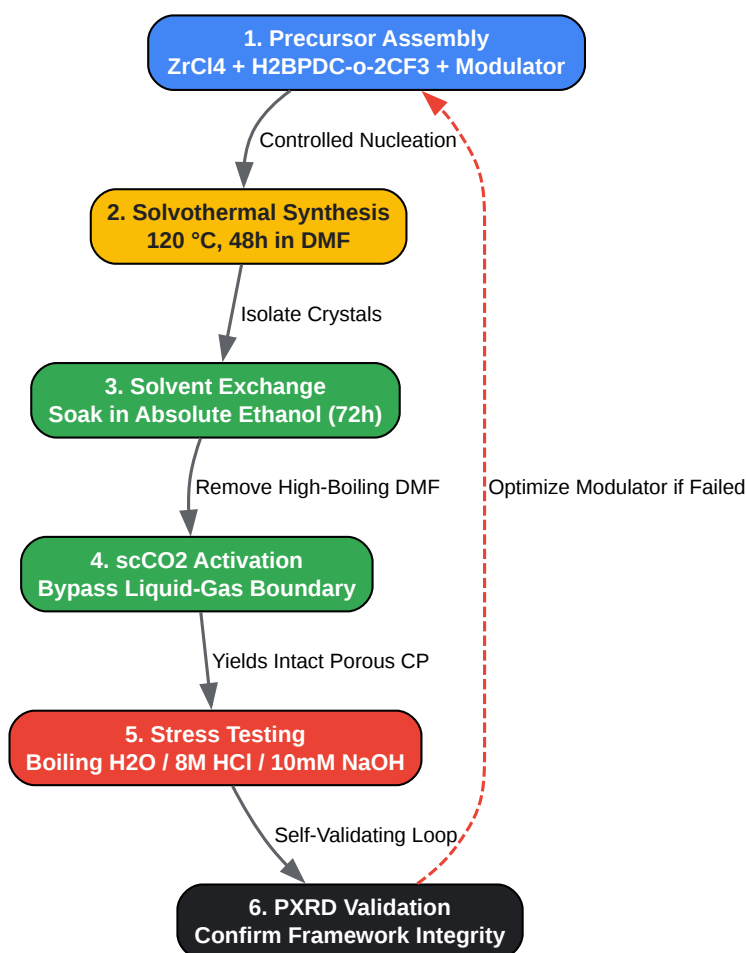 1. Precursor Assembly
ZrCl4 + H2BPDC-o-2CF3 + Modulator
Controlled Nucleation
2. Solvothermal Synthesis
120 °C, 48h in DMF
Isolate Crystals
3. Solvent Exchange
Soak in Absolute Ethanol (72h)
Remove High-Boiling DMF
Optimize Modulator if Failed
4. scCO2 Activation
Bypass Liquid-Gas Boundary
Yields Intact Porous CP
5. Stress Testing
Boiling H2O / 8M HCl / 10mM NaOH
Self-Validating Loop
6. PXRD Validation
Confirm Framework Integrity